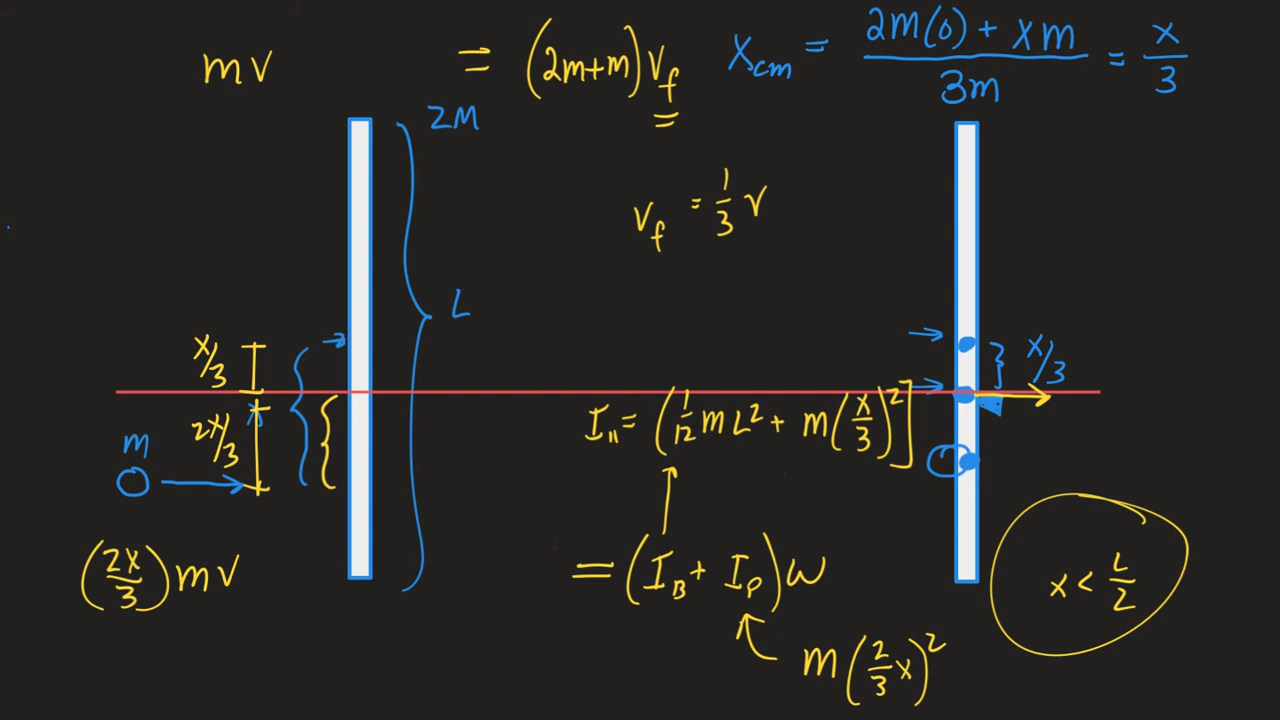 mv = (2m+m)v_f
X_cm = (2m(0) + xm)/3m = x/3
2M
v_f = 1/3 v
L
x/3
x/3
2x/3
m
I_11 = (1/12 mL² + m(x/3)²]
(2x/3)mv = (I_B + I_P)ω
x < L/2
m(2/3 x)²